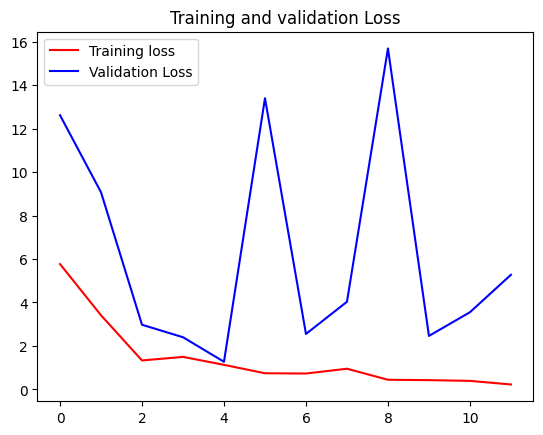 Training and validation Loss
Training loss
Validation Loss
16
14
12
10
8
6
4
2
0
0 2 4 6 8 10